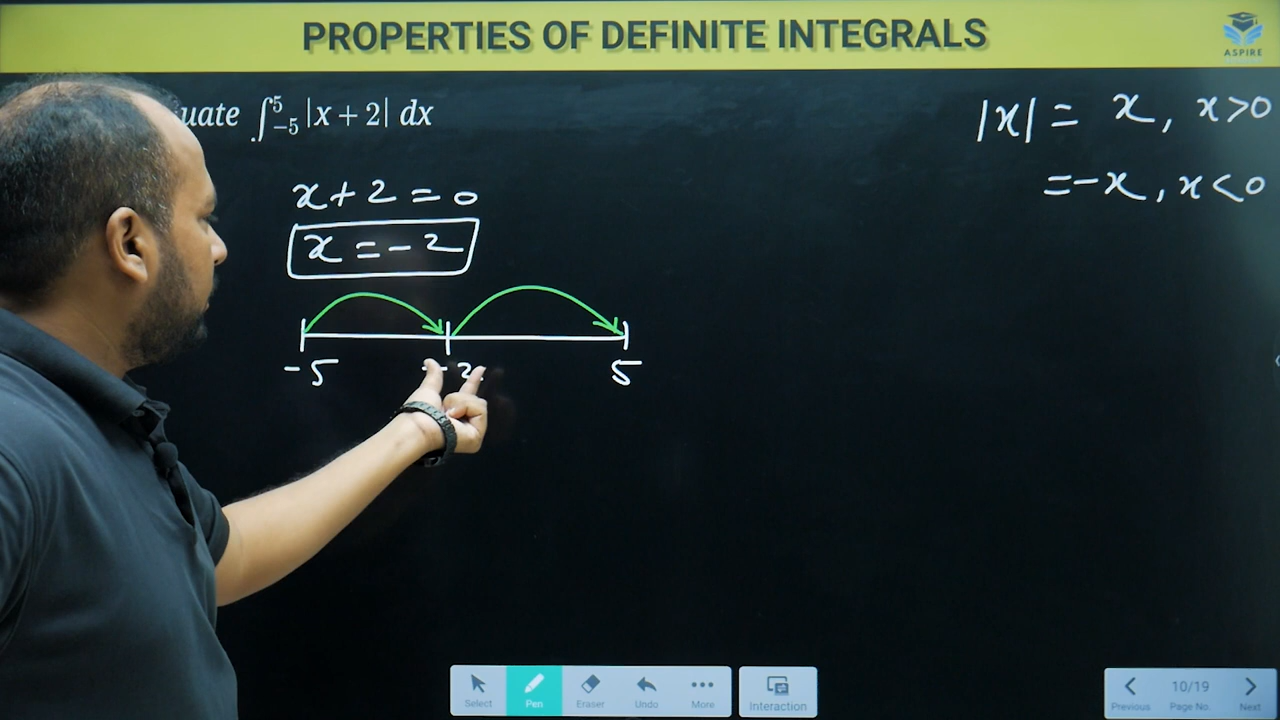 PROPERTIES OF DEFINITE INTEGRALS
ASPIRE
∫₋₅⁵ |x + 2| dx
|x| = x, x>0
= -x, x<0
x + 2 = 0
x = -2
-5 -2 5
Select Pen Eraser Undo More Interaction
Previous 10/19 Page No. Next